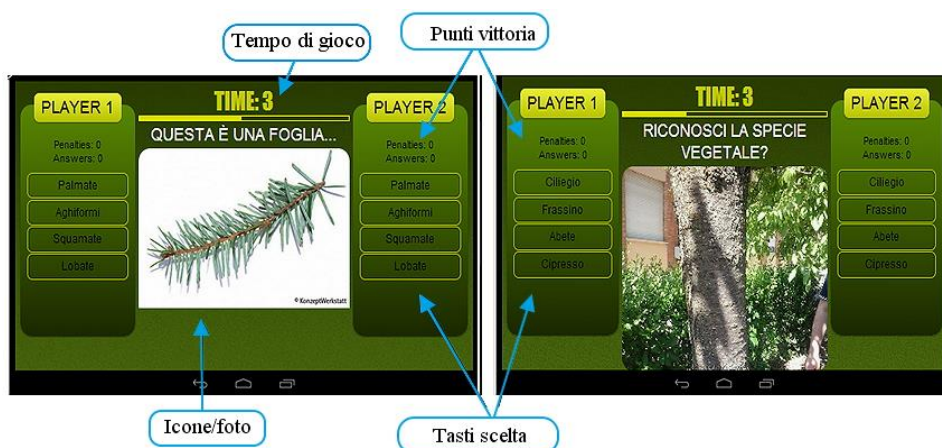 Tempo di gioco
Punti vittoria
PLAYER 1
TIME: 3
PLAYER 2
QUESTA È UNA FOGLIA...
Penalties: 0
Answers: 0
Palmate
Aghiformi
Squamate
Lobate
Penalties: 0
Answers: 0
Palmate
Aghiformi
Squamate
Lobate
© KonzeptWerkstatt
PLAYER 1
TIME: 3
PLAYER 2
RICONOSCI LA SPECIE
VEGETALE?
Penalties: 0
Answers: 0
Ciliegio
Frassino
Abete
Cipresso
Penalties: 0
Answers: 0
Ciliegio
Frassino
Abete
Cipresso
Icone/foto
Tasti scelta